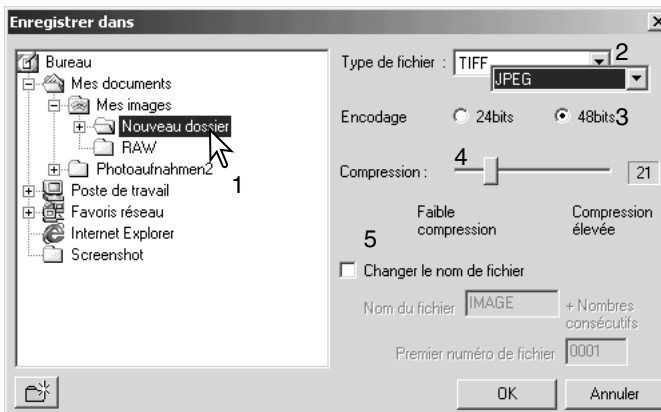 Enregistrer dans
Bureau
Mes documents
Mes images
Nouveau dossier
RAW
Photoaufnahmen2
Poste de travail
Favoris réseau
Internet Explorer
Screenshot
1
Type de fichier : TIFF 2
JPEG
Encodage 24bits 48bits 3
4
Compression : 21
Faible compression
Compression élevée
5
Changer le nom de fichier
Nom du fichier IMAGE + Nombres consécutifs
Premier numéro de fichier 0001
OK Annuler